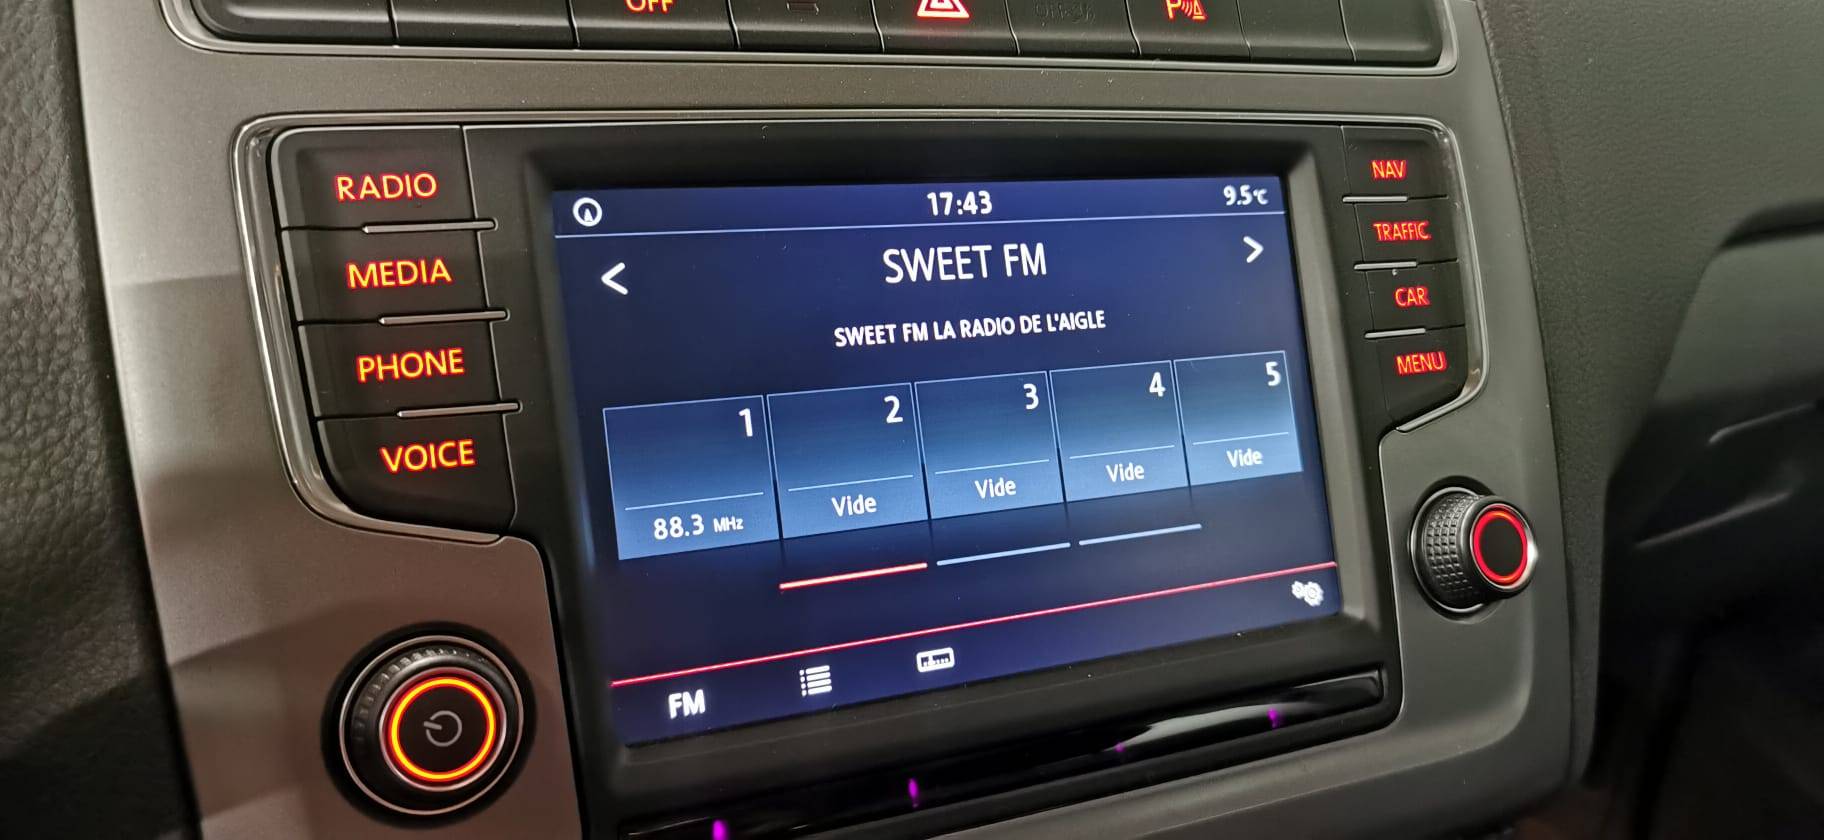 OFF
P
RADIO
MEDIA
PHONE
VOICE
17:43
9.5°C
SWEET FM
SWEET FM LA RADIO DE L'AIGLE
1
2
3
4
5
88.3 MHz
Vide
Vide
Vide
Vide
FM
NAV
TRAFFIC
CAR
MENU